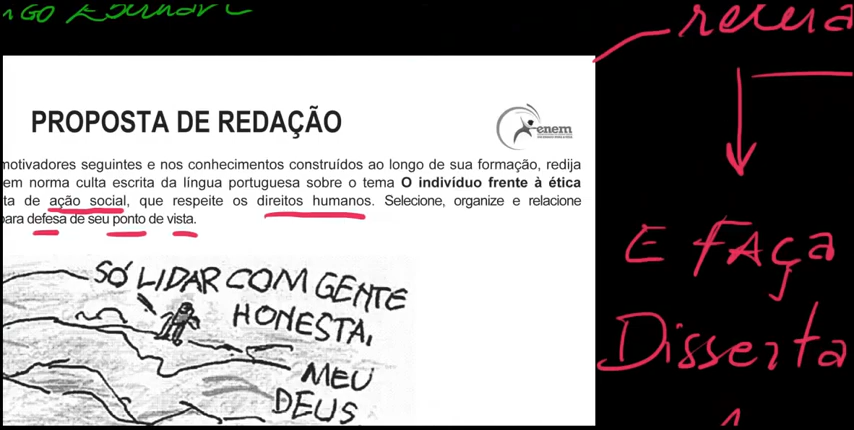 PROPOSTA DE REDAÇÃO
enem
motivadores seguintes e nos conhecimentos construídos ao longo de sua formação, redija
em norma culta escrita da língua portuguesa sobre o tema O indivíduo frente à ética
ta de ação social, que respeite os direitos humanos. Selecione, organize e relacione
para defesa de seu ponto de vista.
SÓ LIDAR COM GENTE
HONESTA,
MEU
DEUS
E FAÇA
Disserta